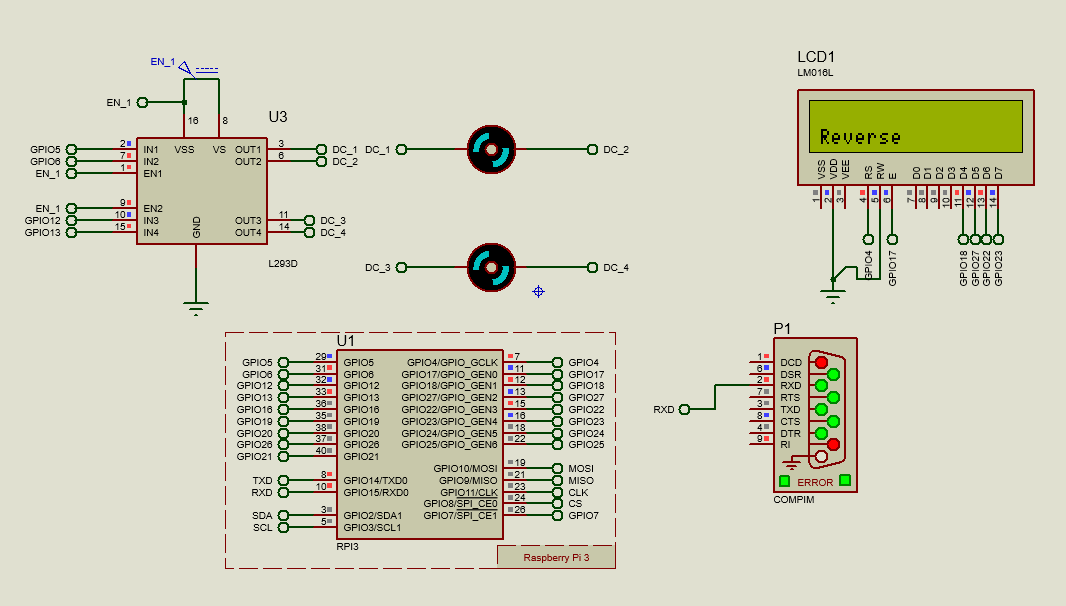 EN_1
EN_1
U3
16 8
VSS VS
GPIO5 2 IN1 OUT1 3 DC_1
GPIO6 7 IN2 OUT2 6 DC_2
EN_1 1 EN1
EN_1 9 EN2
GPIO12 10 IN3 OUT3 11 DC_3
GPIO13 15 IN4 OUT4 14 DC_4
GND
L293D
DC_1 DC_2
DC_3 DC_4
LCD1
LM016L
Reverse
VSS VDD VEE RS RW E D0 D1 D2 D3 D4 D5 D6 D7
1 2 3 4 5 6 7 8 9 10 11 12 13 14
GPIO4 GPIO17 GPIO18 GPIO27 GPIO22 GPIO23
U1
GPIO5 29 GPIO5 GPIO4/GPIO_GCLK 7 GPIO4
GPIO6 31 GPIO6 GPIO17/GPIO_GEN0 11 GPIO17
GPIO12 32 GPIO12 GPIO18/GPIO_GEN1 12 GPIO18
GPIO13 33 GPIO13 GPIO27/GPIO_GEN2 13 GPIO27
GPIO16 36 GPIO16 GPIO22/GPIO_GEN3 15 GPIO22
GPIO19 35 GPIO19 GPIO23/GPIO_GEN4 16 GPIO23
GPIO20 38 GPIO20 GPIO24/GPIO_GEN5 18 GPIO24
GPIO26 37 GPIO26 GPIO25/GPIO_GEN6 22 GPIO25
GPIO21 40 GPIO21
GPIO10/MOSI 19 MOSI
TXD 8 GPIO14/TXD0 GPIO9/MISO 21 MISO
RXD 10 GPIO15/RXD0 GPIO11/CLK 23 CLK
GPIO8/SPI_CE0 24 CS
SDA 3 GPIO2/SDA1 GPIO7/SPI_CE1 26 GPIO7
SCL 5 GPIO3/SCL1
RPI3
Raspberry Pi 3
P1
1 DCD
6 DSR
2 RXD
7 RTS
3 TXD
8 CTS
4 DTR
9 RI
RXD
ERROR
COMPIM